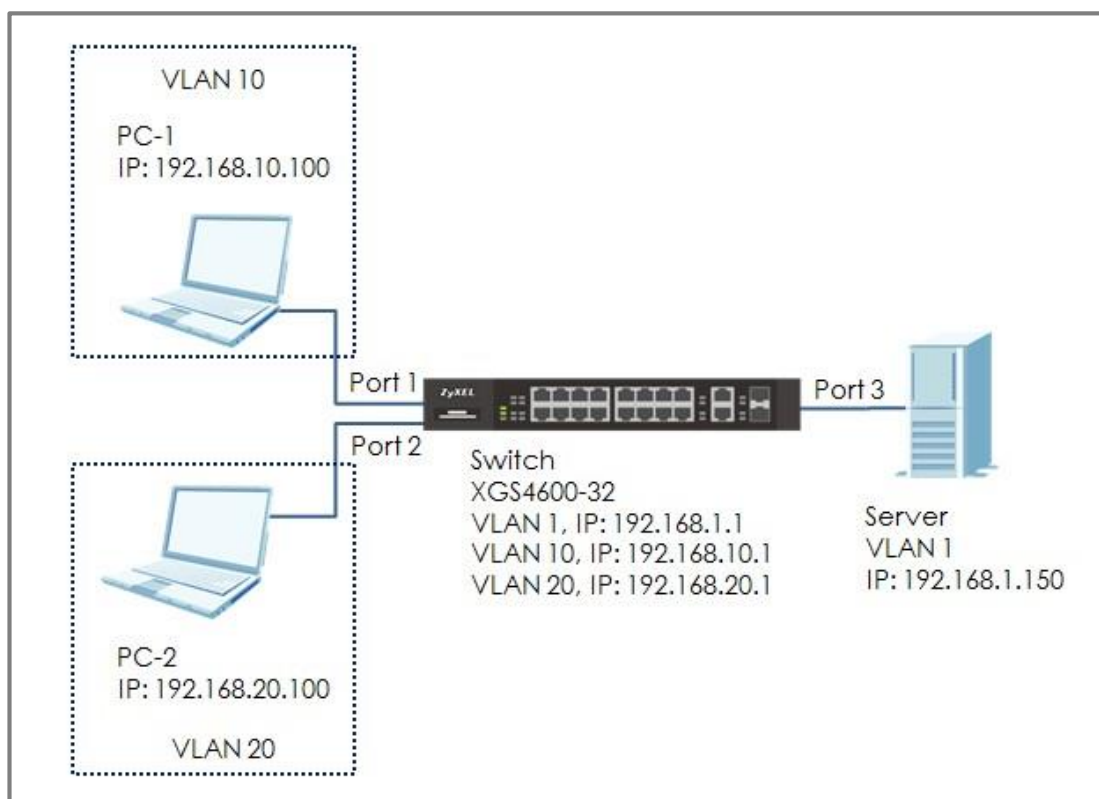 VLAN 10
PC-1
IP: 192.168.10.100
Port 1
ZyXEL
Port 3
Port 2
Switch
XGS4600-32
VLAN 1, IP: 192.168.1.1
VLAN 10, IP: 192.168.10.1
VLAN 20, IP: 192.168.20.1
Server
VLAN 1
IP: 192.168.1.150
PC-2
IP: 192.168.20.100
VLAN 20